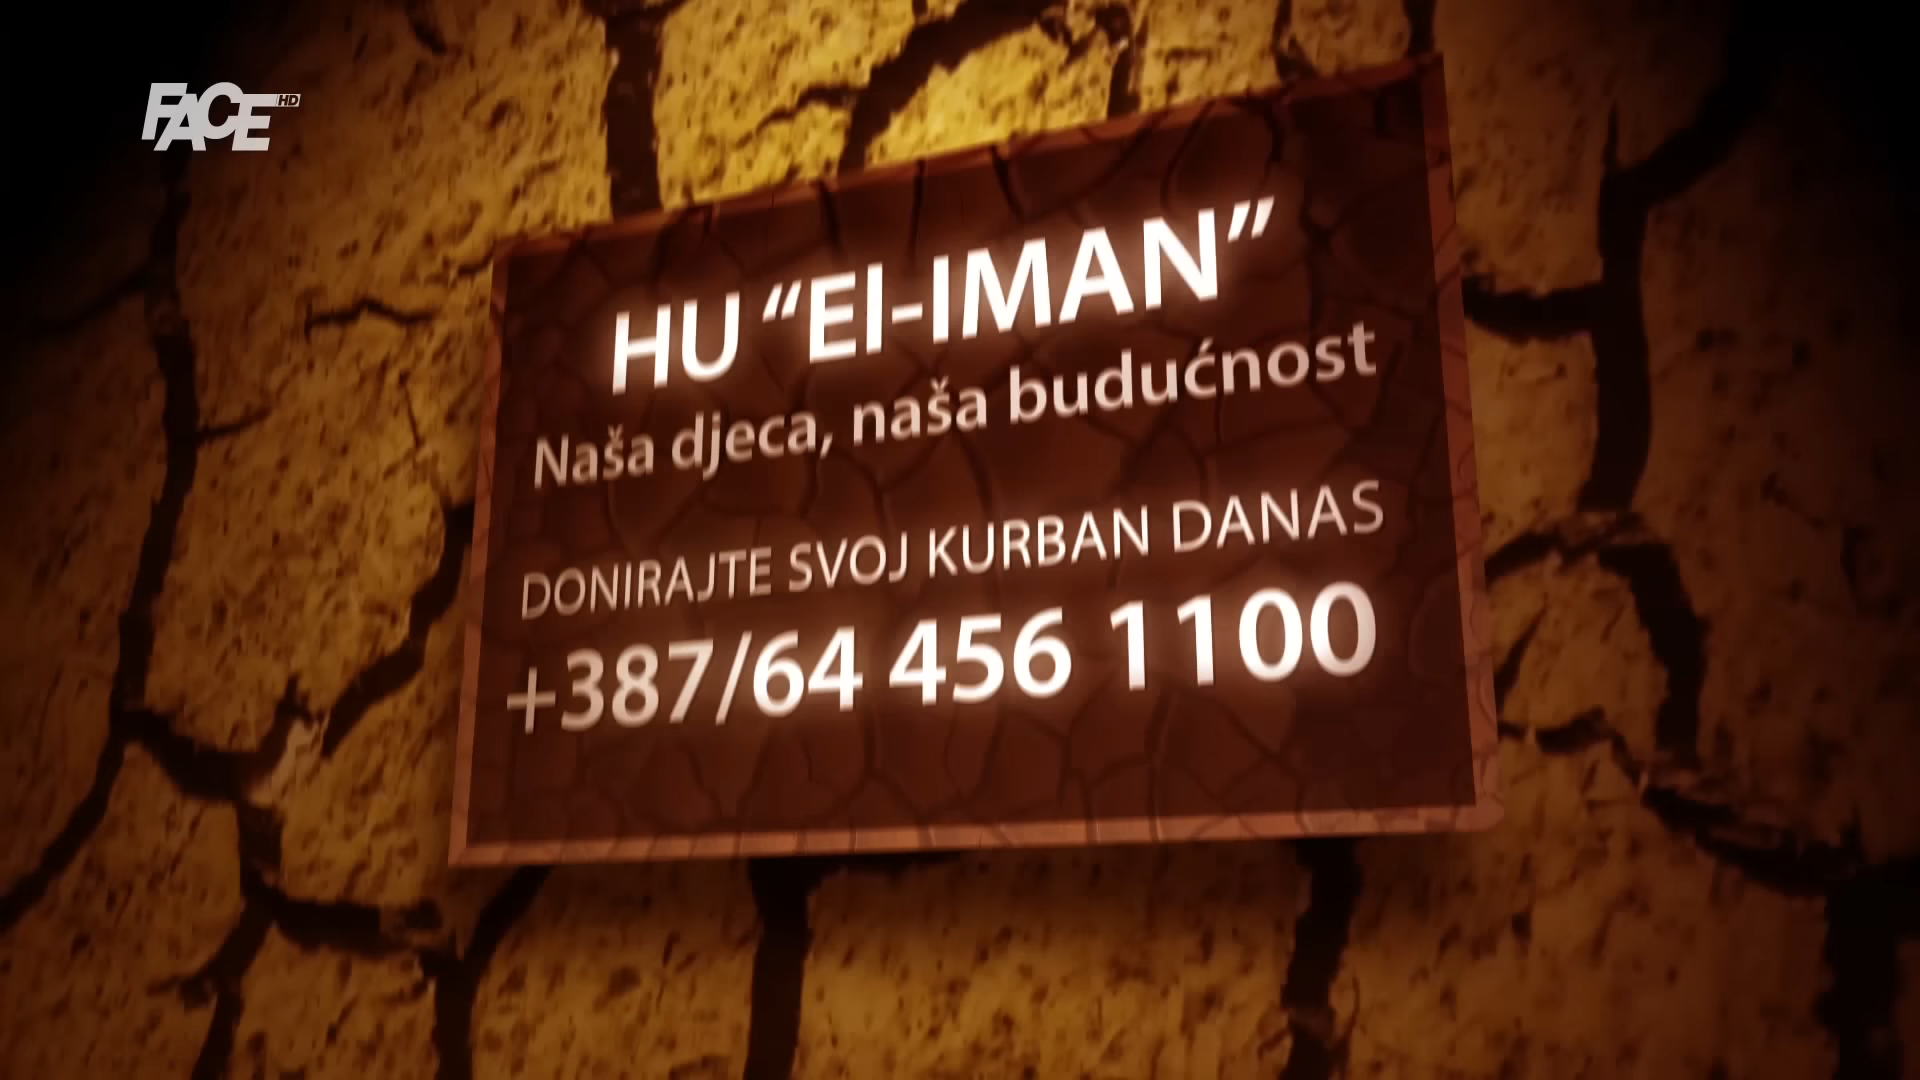 FACE HD
HU “El-IMAN”
Naša djeca, naša budućnost
DONIRAJTE SVOJ KURBAN DANAS
+387/64 456 1100